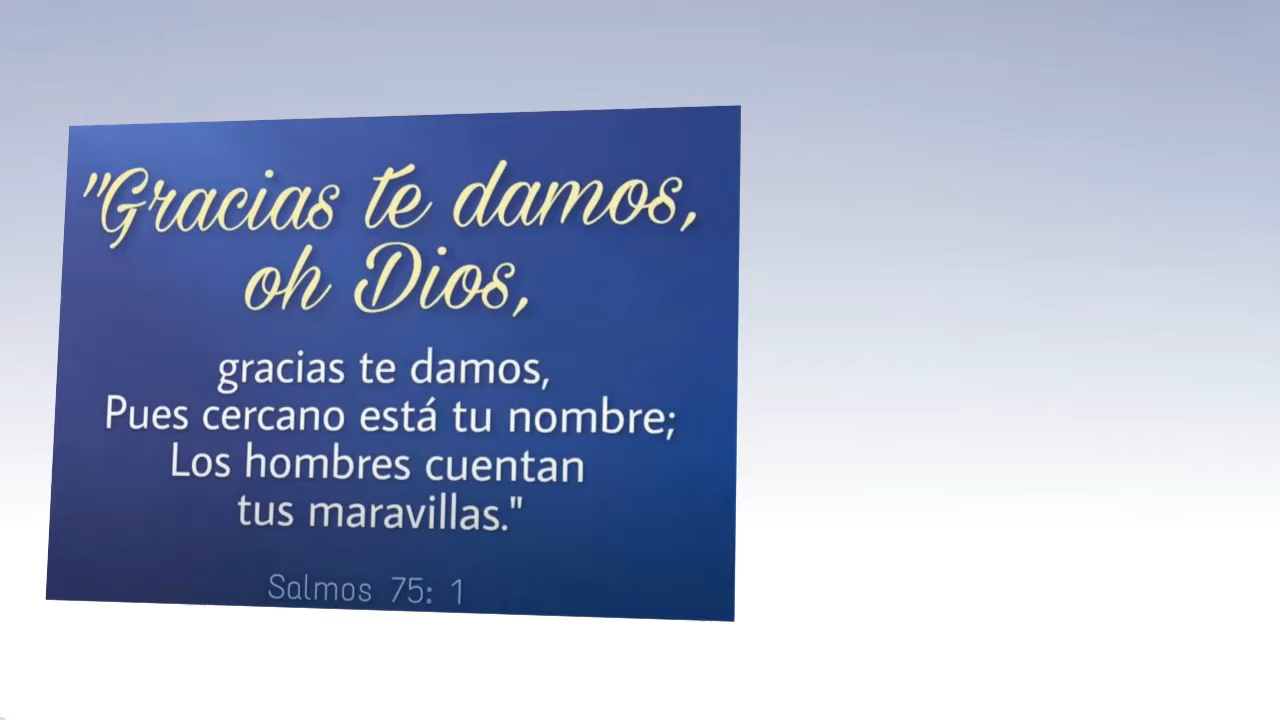 "Gracias te damos,
oh Dios,
gracias te damos,
Pues cercano está tu nombre;
Los hombres cuentan
tus maravillas."
Salmos 75: 1